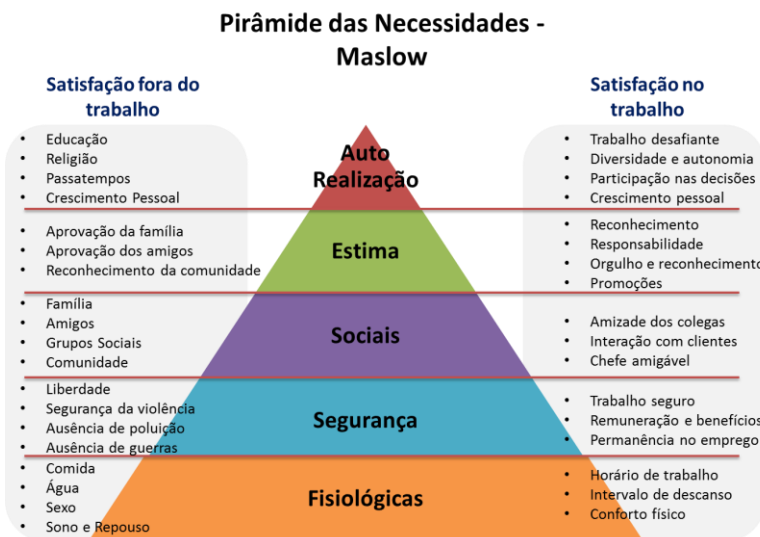 Pirâmide das Necessidades -
Maslow
Satisfação fora do
trabalho
• Educação
• Religião
• Passatempos
• Crescimento Pessoal
• Aprovação da família
• Aprovação dos amigos
• Reconhecimento da comunidade
• Família
• Amigos
• Grupos Sociais
• Comunidade
• Liberdade
• Segurança da violência
• Ausência de poluição
• Ausência de guerras
• Comida
• Água
• Sexo
• Sono e Repouso
Auto
Realização
Estima
Sociais
Segurança
Fisiológicas
Satisfação no
trabalho
• Trabalho desafiante
• Diversidade e autonomia
• Participação nas decisões
• Crescimento pessoal
• Reconhecimento
• Responsabilidade
• Orgulho e reconhecimento
• Promoções
• Amizade dos colegas
• Interação com clientes
• Chefe amigável
• Trabalho seguro
• Remuneração e benefícios
• Permanência no emprego
• Horário de trabalho
• Intervalo de descanso
• Conforto físico